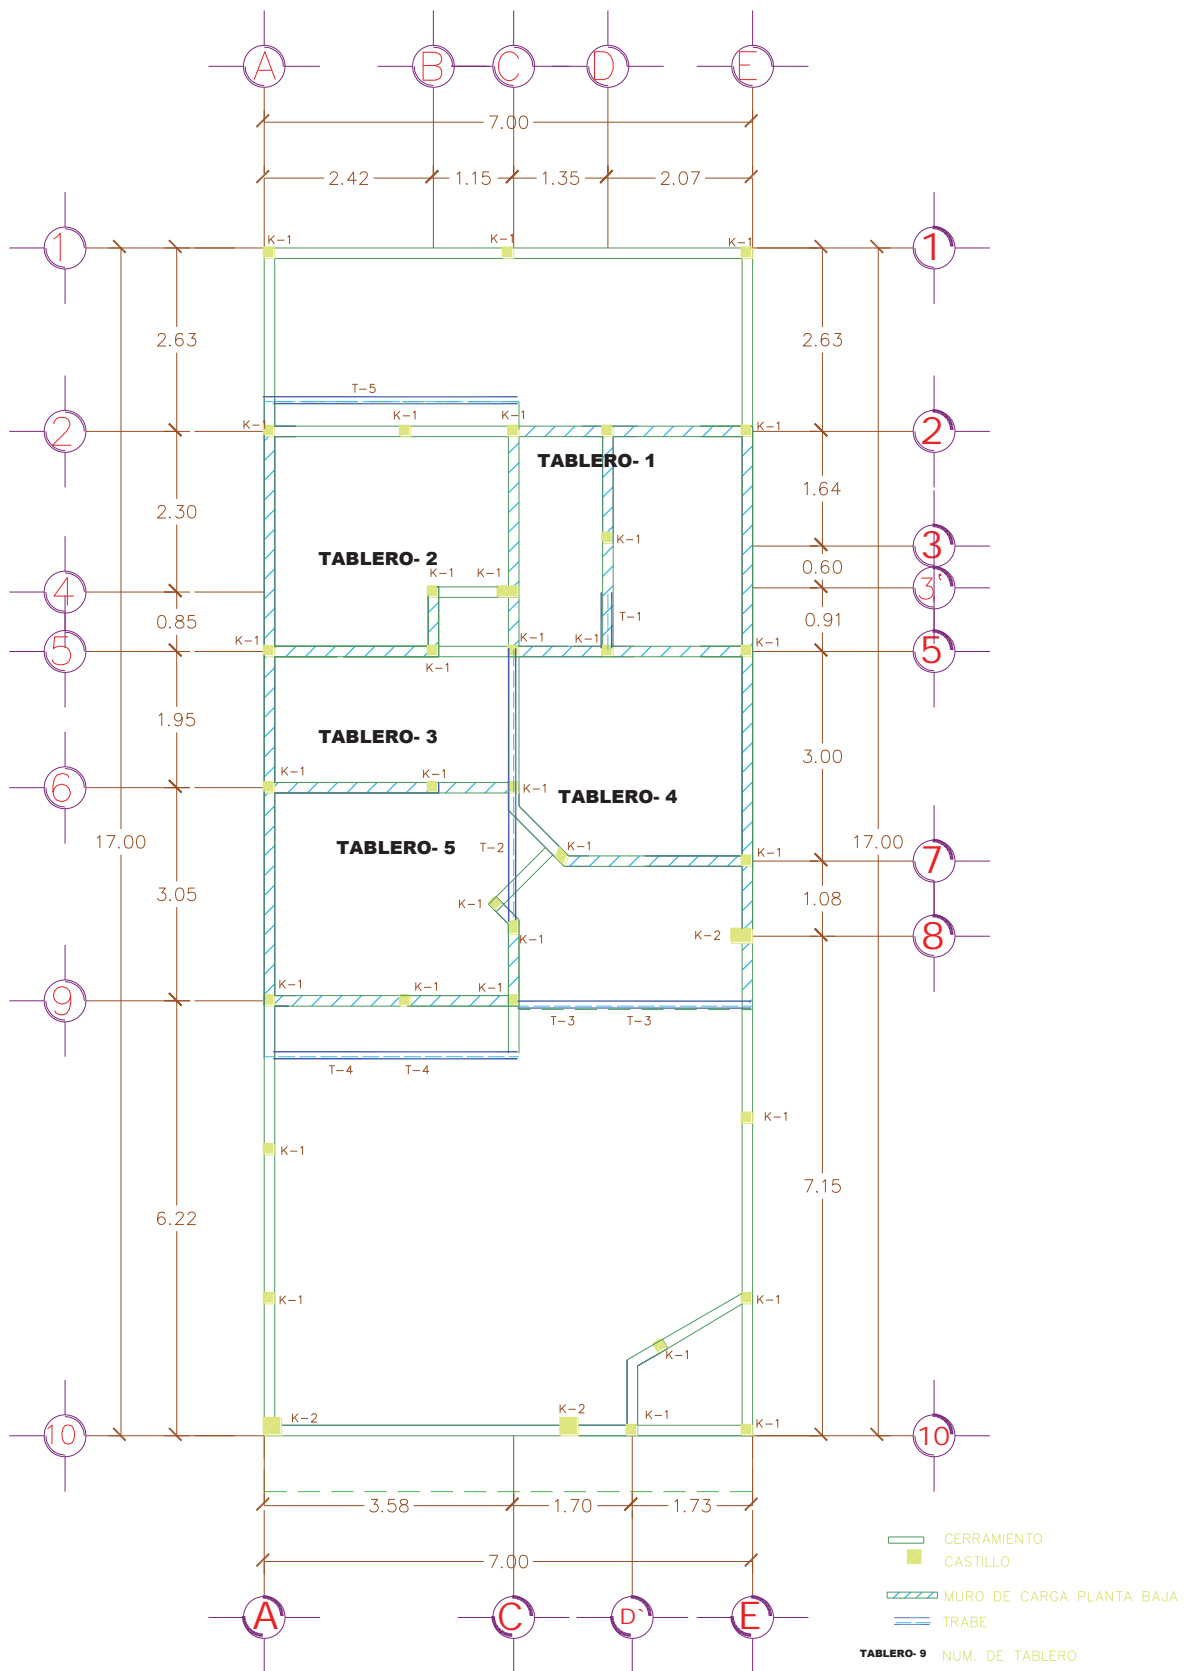 A B C D E
7.00
2.42 1.15 1.35 2.07
1 K-1 K-1 K-1 1
2.63 2.63
T-5
2 K-1 K-1 K-1 K-1 2
TABLERO- 1
1.64
2.30
K-1 3
TABLERO- 2
0.60
K-1 K-1
4 3`
T-1
0.85 0.91
K-1 K-1 K-1 K-1
5 5
K-1
1.95
TABLERO- 3
3.00
K-1 K-1
6 K-1
TABLERO- 4
17.00 17.00
TABLERO- 5 T-2 K-1 K-1
7
3.05 1.08
K-1
K-1 K-2 8
K-1 K-1 K-1
9
T-3 T-3
T-4 T-4
K-1
K-1
7.15
6.22
K-1 K-1
K-1
K-2 K-2 K-1 K-1
10 10
3.58 1.70 1.73
7.00
A C D` E
CERRAMIENTO
CASTILLO
MURO DE CARGA PLANTA BAJA
TRABE
TABLERO- 9 NUM. DE TABLERO